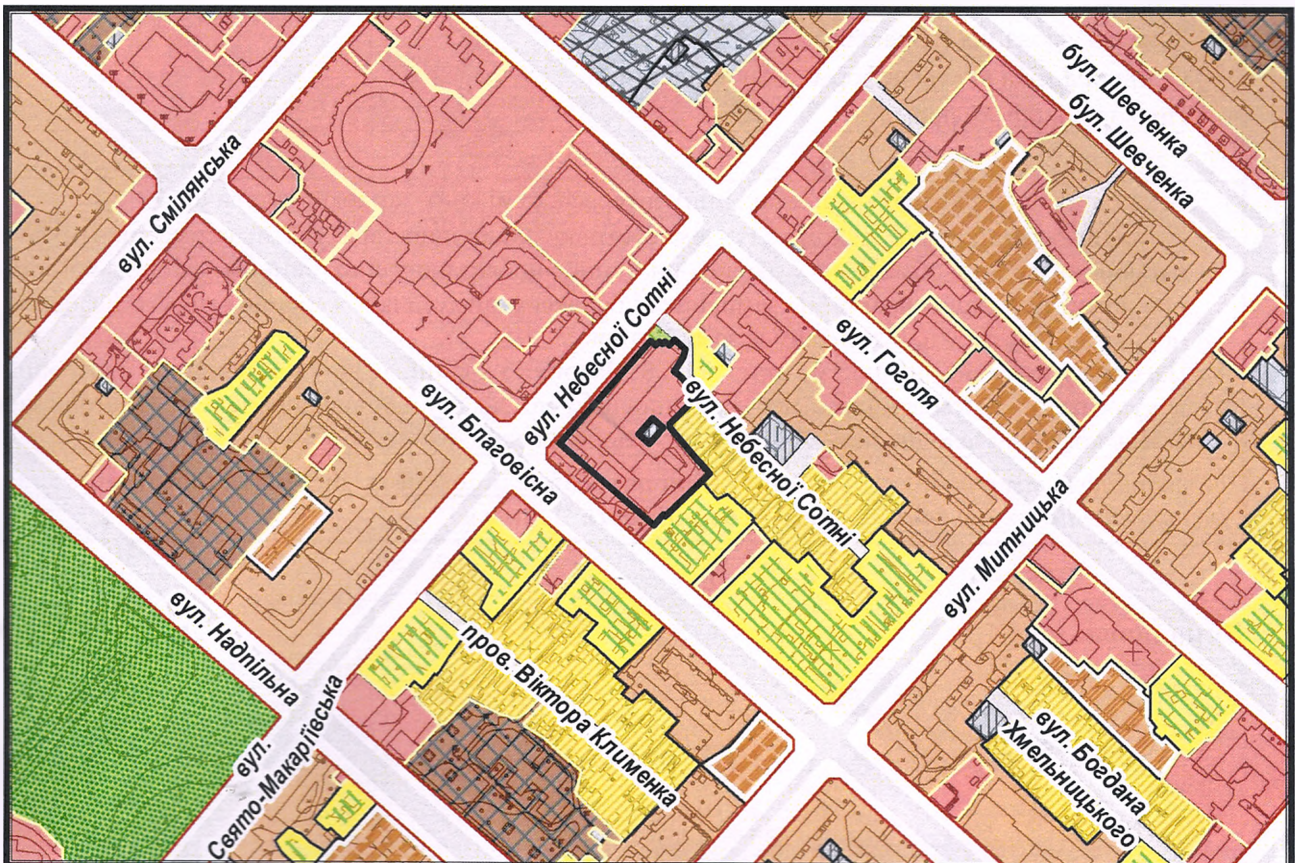 бул. Шевченка
бул. Шевченка
вул. Смілянська
вул. Небесної Сотні
вул. Гоголя
вул. Благовісна
вул. Небесної Сотні
вул. Митницька
вул. Надпільна
пров. Віктора Клименка
вул.
Свято-Макаріївська
вул. Богдана
Хмельницького